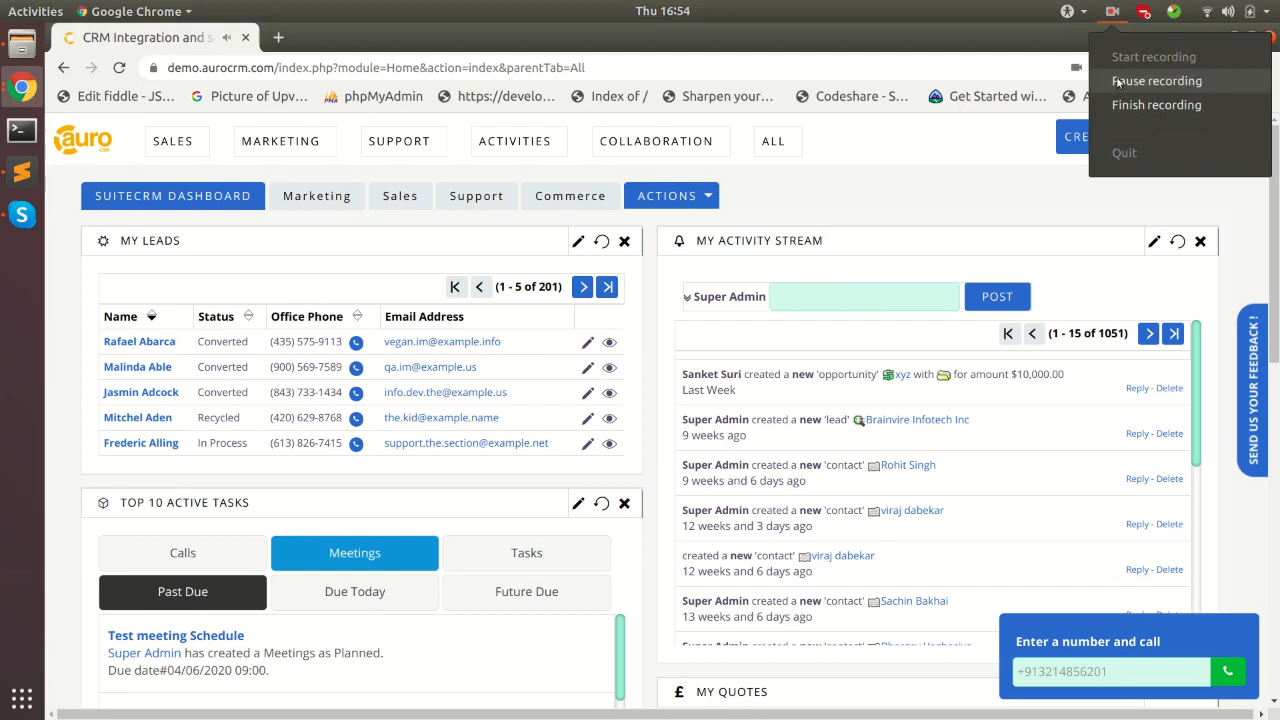 Activities Google Chrome Thu 16:54
CRM Integration and s
demo.aurocrm.com/index.php?module=Home&action=index&parentTab=All
Edit fiddle - JS... Picture of Upv... phpMyAdmin https://develo... Index of / Sharpen your... Codeshare - S... Get Started wi... A
Start recording
Pause recording
Finish recording
Quit
auro
CRM
SALES MARKETING SUPPORT ACTIVITIES COLLABORATION ALL CRE
SUITECRM DASHBOARD Marketing Sales Support Commerce ACTIONS
MY LEADS
(1 - 5 of 201)
Name Status Office Phone Email Address
Rafael Abarca Converted (435) 575-9113 vegan.im@example.info
Malinda Able Converted (900) 569-7589 qa.im@example.us
Jasmin Adcock Converted (843) 733-1434 info.dev.the@example.us
Mitchel Aden Recycled (420) 629-8768 the.kid@example.name
Frederic Alling In Process (613) 826-7415 support.the.section@example.net
TOP 10 ACTIVE TASKS
Calls Meetings Tasks
Past Due Due Today Future Due
Test meeting Schedule
Super Admin has created a Meetings as Planned.
Due date#04/06/2020 09:00.
MY ACTIVITY STREAM
Super Admin POST
(1 - 15 of 1051)
Sanket Suri created a new 'opportunity' xyz with for amount $10,000.00
Last Week Reply - Delete
Super Admin created a new 'lead' Brainvire Infotech Inc
9 weeks ago Reply - Delete
Super Admin created a new 'contact' Rohit Singh
9 weeks and 6 days ago Reply - Delete
Super Admin created a new 'contact' viraj dabekar
12 weeks and 3 days ago Reply - Delete
created a new 'contact' viraj dabekar
12 weeks and 6 days ago Reply - Delete
Super Admin created a new 'contact' Sachin Bakhai
13 weeks and 6 days ago
Super Admin created a new 'contact'
MY QUOTES
SEND US YOUR FEEDBACK !
Enter a number and call
+913214856201